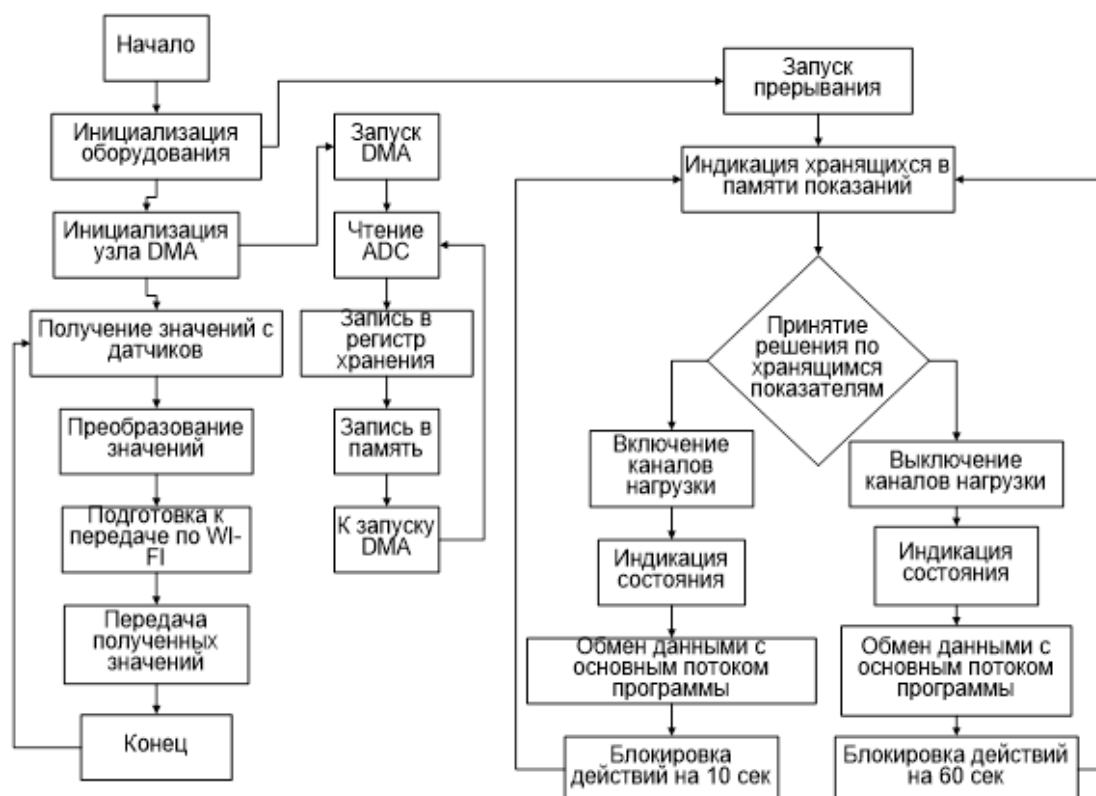 Начало
Инициализация
оборудования
Инициализация
узла DMA
Получение значений с
датчиков
Преобразование
значений
Подготовка к
передаче по WI-
FI
Передача
полученных
значений
Конец
Запуск
DMA
Чтение
ADC
Запись в
регистр
хранения
Запись в
память
К запуску
DMA
Запуск
прерывания
Индикация хранящихся в
памяти показаний
Принятие
решения по
хранящимся
показателям
Включение
каналов
нагрузки
Индикация
состояния
Обмен данными с
основным потоком
программы
Блокировка
действий на 10 сек
Выключение
каналов нагрузки
Индикация
состояния
Обмен данными с
основным потоком
программы
Блокировка действий
на 60 сек